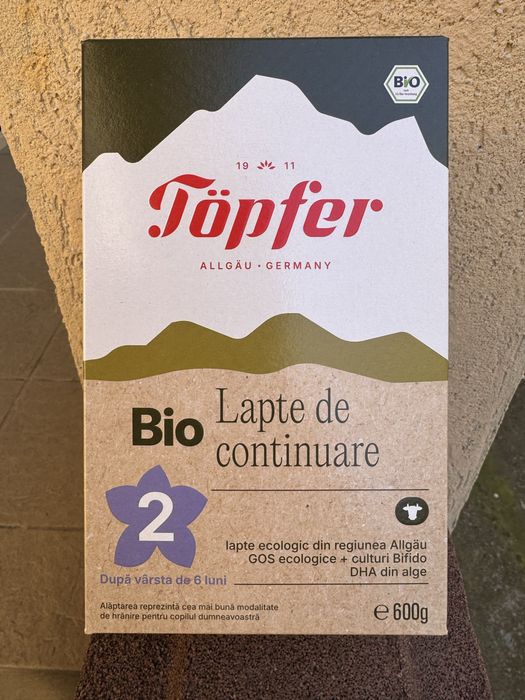 BIO
19 11
Töpfer
ALLGÄU · GERMANY
Bio
Lapte de
continuare
2
După vârsta de 6 luni
lapte ecologic din regiunea Allgäu
GOS ecologice + culturi Bifido
DHA din alge
Alăptarea reprezintă cea mai bună modalitate
de hrănire pentru copilul dumneavoastră
℮ 600g